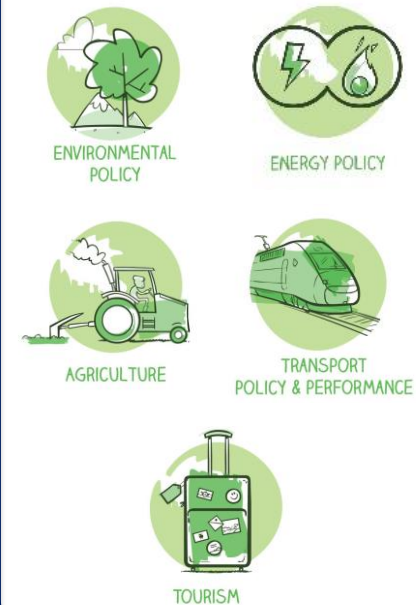 ENVIRONMENTAL
POLICY
ENERGY POLICY
AGRICULTURE
TRANSPORT
POLICY & PERFORMANCE
TOURISM